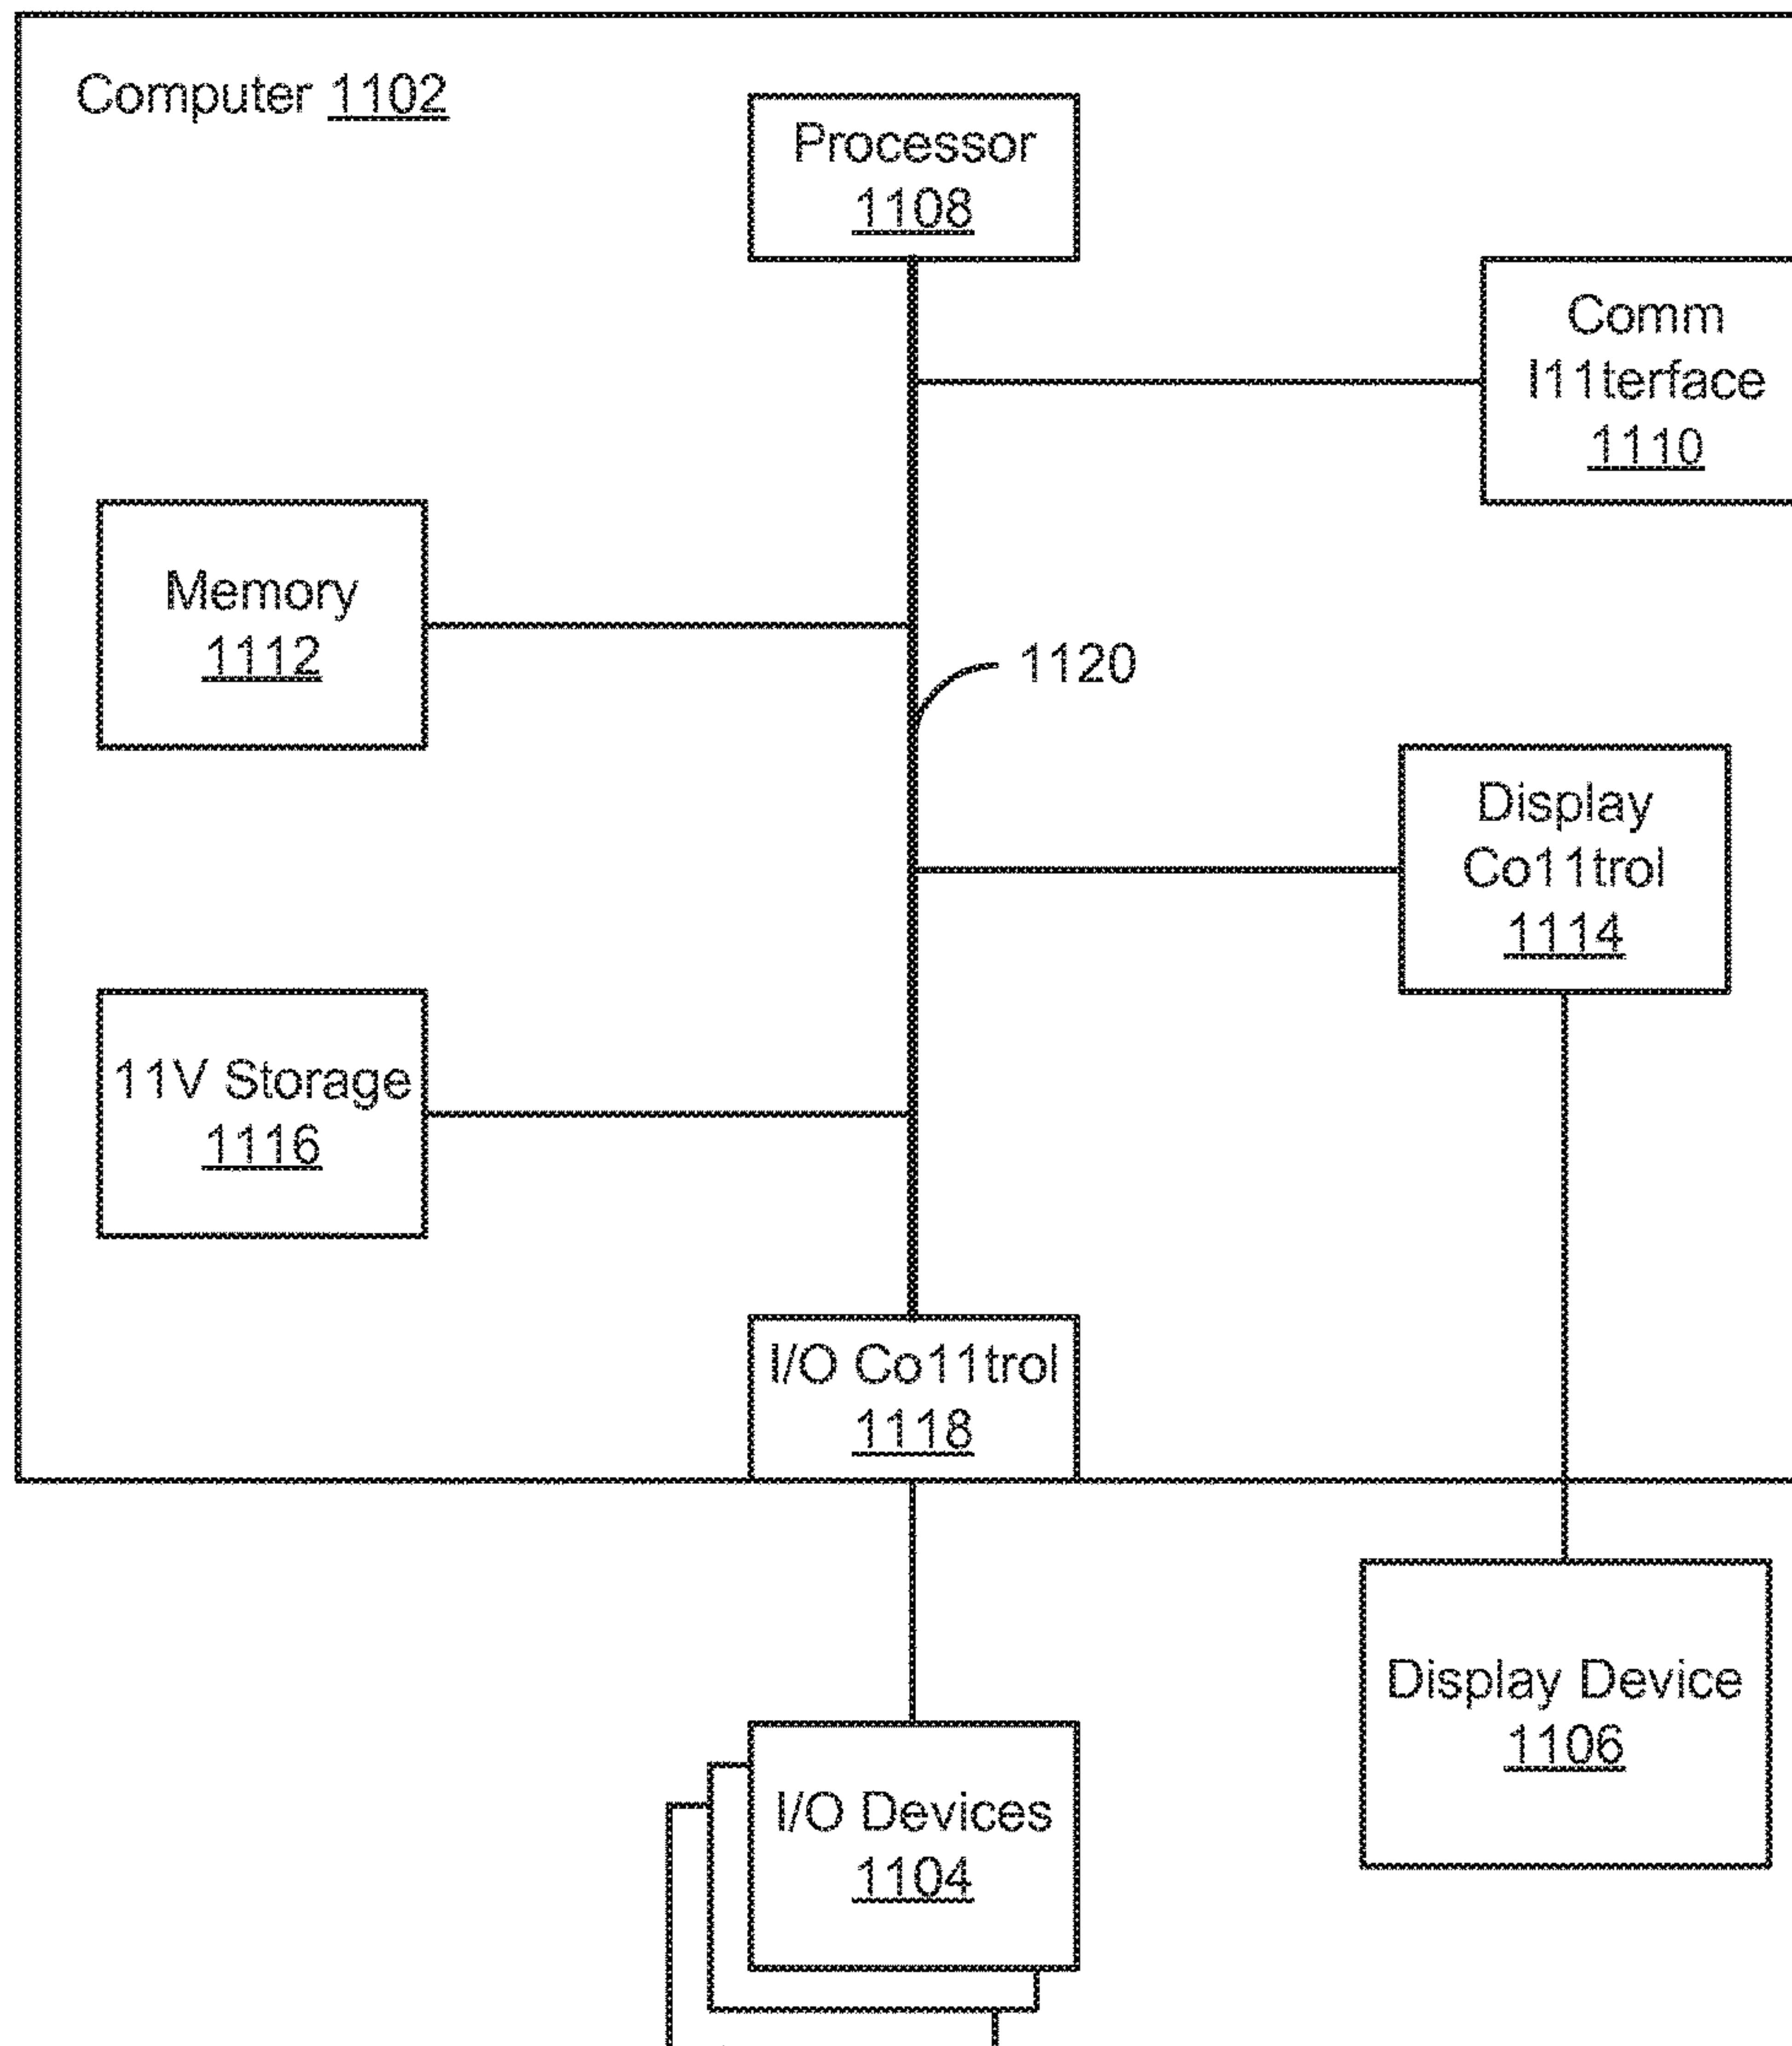 Computer 1102
Processor
1108
Comm
I11terface
1110
Memory
1112
1120
Display
Co11trol
1114
11V Storage
1116
I/O Co11trol
1118
Display Device
1106
I/O Devices
1104